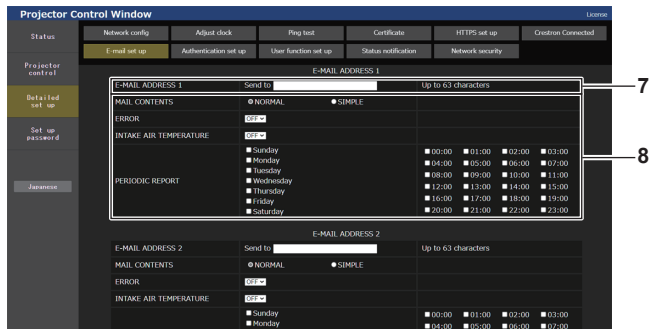 Projector Control Window
License
Status
Network config
Adjust clock
Ping test
Certificate
HTTPS set up
Crestron Connected
E-mail set up
Authentication set up
User function set up
Status notification
Network security
Projector control
Detailed set up
Set up password
Japanese
E-MAIL ADDRESS 1
E-MAIL ADDRESS 1 Send to Up to 63 characters
7
MAIL CONTENTS NORMAL SIMPLE
ERROR OFF
INTAKE AIR TEMPERATURE OFF
8
PERIODIC REPORT
Sunday
Monday
Tuesday
Wednesday
Thursday
Friday
Saturday
00:00 01:00 02:00 03:00
04:00 05:00 06:00 07:00
08:00 09:00 10:00 11:00
12:00 13:00 14:00 15:00
16:00 17:00 18:00 19:00
20:00 21:00 22:00 23:00
E-MAIL ADDRESS 2
E-MAIL ADDRESS 2 Send to Up to 63 characters
MAIL CONTENTS NORMAL SIMPLE
ERROR OFF
INTAKE AIR TEMPERATURE OFF
Sunday
Monday
00:00 01:00 02:00 03:00
04:00 05:00 06:00 07:00